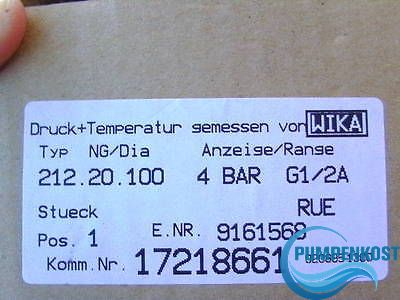 Druck+Temperatur gemessen von WIKA
Typ NG/Dia Anzeige/Range
212.20.100 4 BAR G1/2A
Stueck RUE
Pos. 1 E.NR. 9161568
PUMPENKOST
Komm.Nr. 17218661